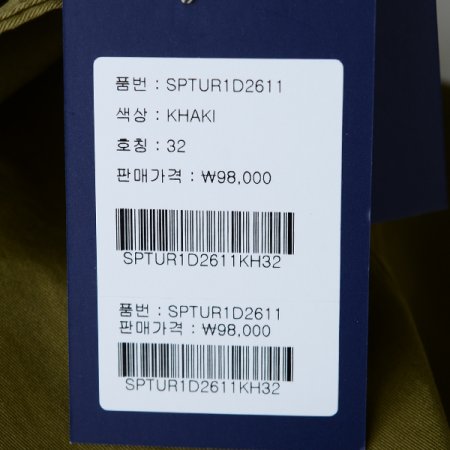 품번 : SPTUR1D2611
색상 : KHAKI
호칭 : 32
판매가격 : ₩98,000
SPTUR1D2611KH32
품번 : SPTUR1D2611
판매가격 : ₩98,000
SPTUR1D2611KH32